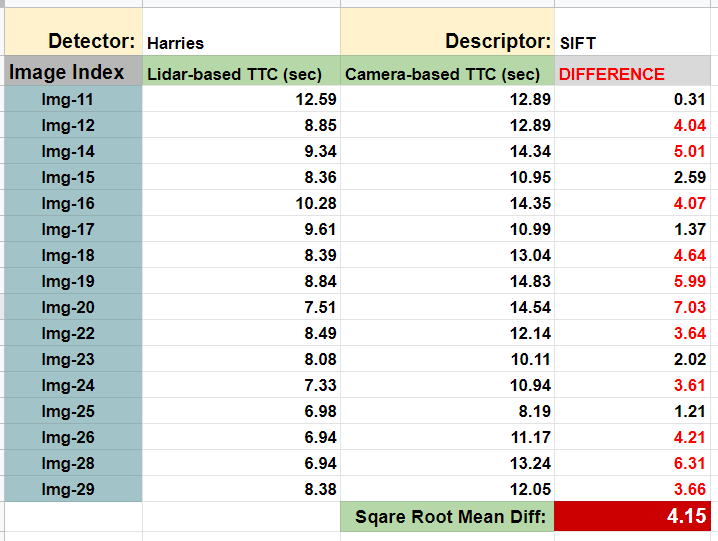 Detector: Harries Descriptor: SIFT
Image Index Lidar-based TTC (sec) Camera-based TTC (sec) DIFFERENCE
Img-11 12.59 12.89 0.31
Img-12 8.85 12.89 4.04
Img-14 9.34 14.34 5.01
Img-15 8.36 10.95 2.59
Img-16 10.28 14.35 4.07
Img-17 9.61 10.99 1.37
Img-18 8.39 13.04 4.64
Img-19 8.84 14.83 5.99
Img-20 7.51 14.54 7.03
Img-22 8.49 12.14 3.64
Img-23 8.08 10.11 2.02
Img-24 7.33 10.94 3.61
Img-25 6.98 8.19 1.21
Img-26 6.94 11.17 4.21
Img-28 6.94 13.24 6.31
Img-29 8.38 12.05 3.66
Sqare Root Mean Diff: 4.15